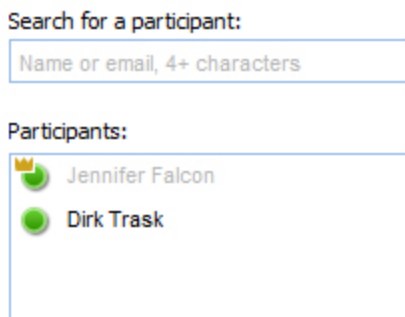 Search for a participant:
Name or email, 4+ characters
Participants:
Jennifer Falcon
Dirk Trask